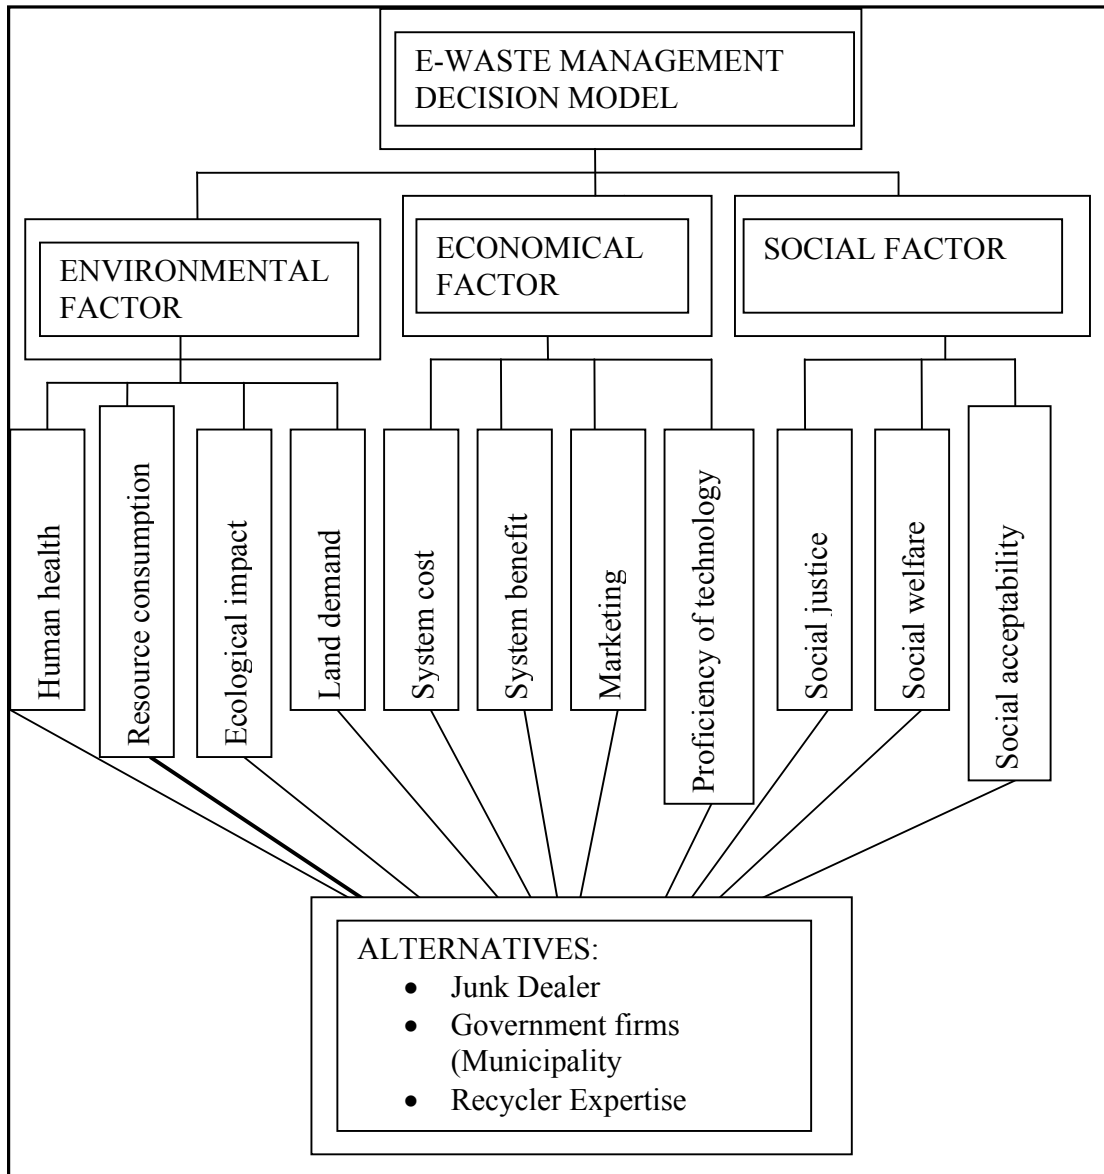 E-WASTE MANAGEMENT
DECISION MODEL
ENVIRONMENTAL
FACTOR
ECONOMICAL
FACTOR
SOCIAL FACTOR
Human health
Resource consumption
Ecological impact
Land demand
System cost
System benefit
Marketing
Proficiency of technology
Social justice
Social welfare
Social acceptability
ALTERNATIVES:
• Junk Dealer
• Government firms
(Municipality
• Recycler Expertise